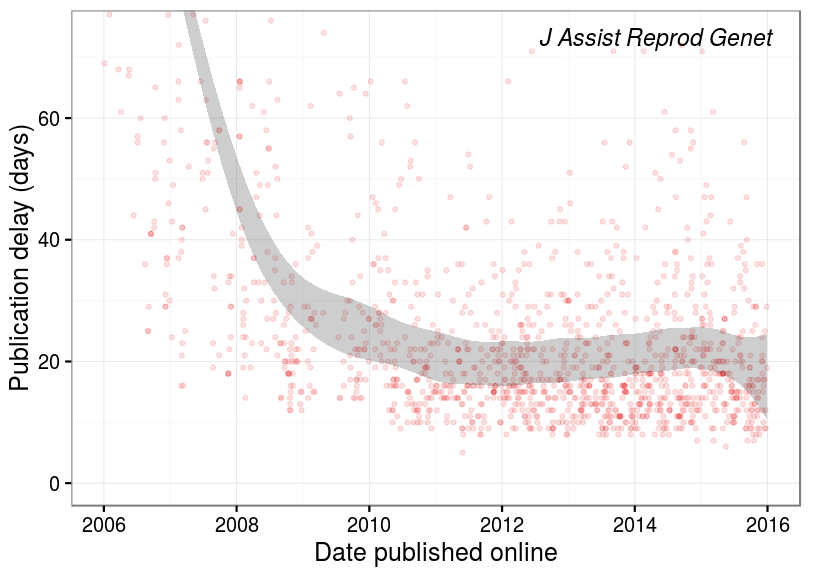 J Assist Reprod Genet
Publication delay (days)
60
40
20
0
2006 2008 2010 2012 2014 2016
Date published online